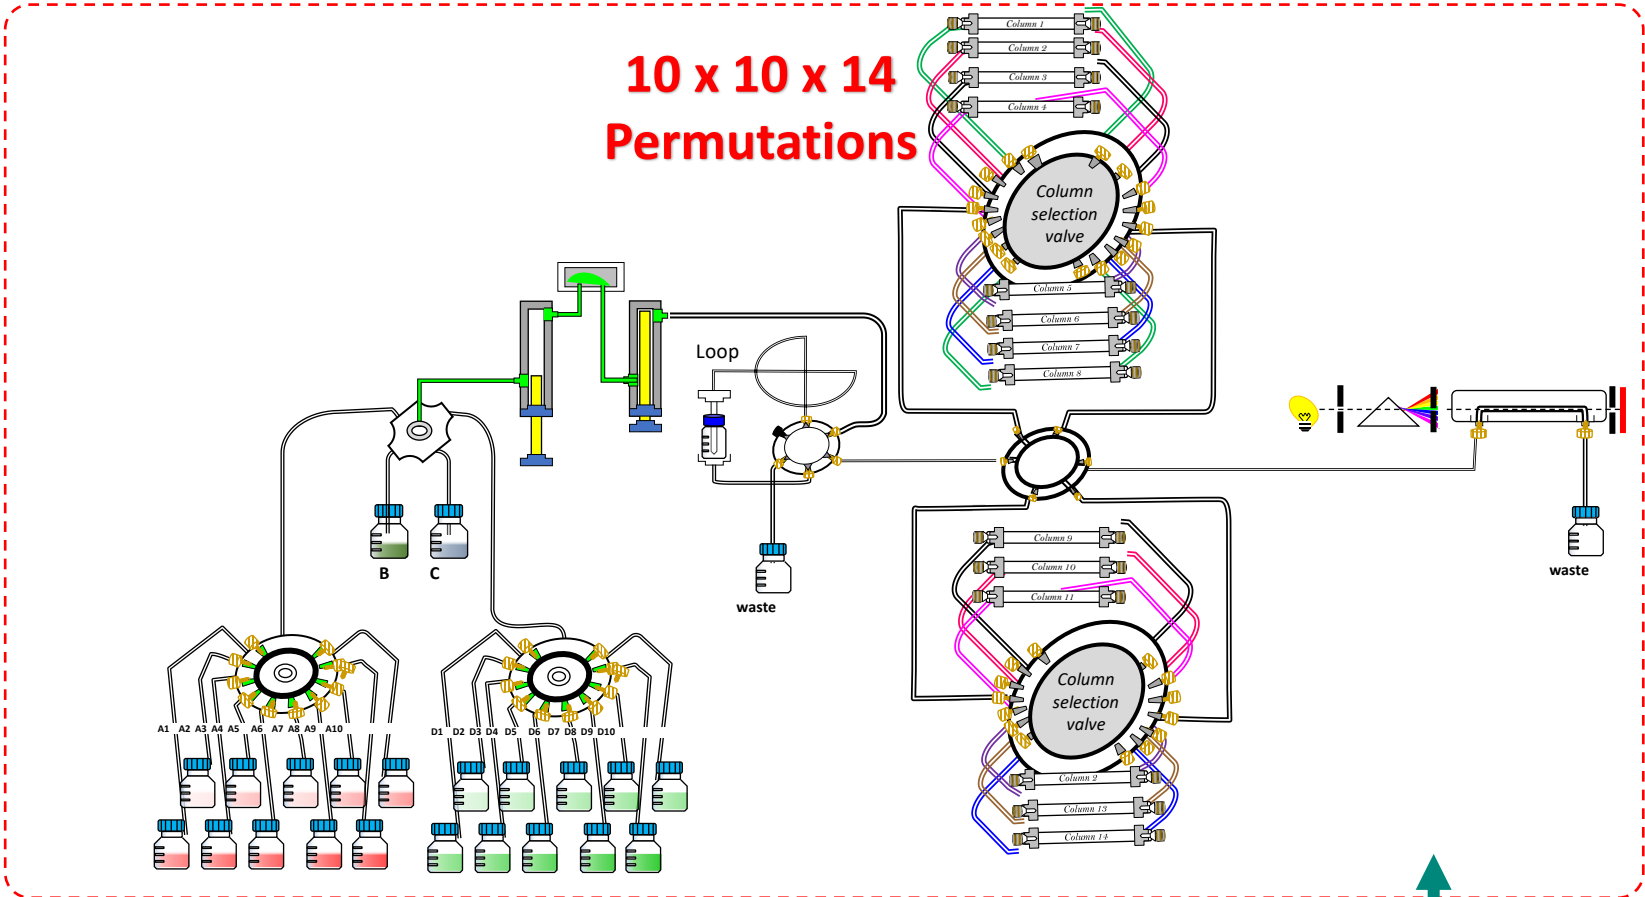 10 x 10 x 14
Permutations
Column 1
Column 2
Column 3
Column 4
Column
selection
valve
Column 5
Column 6
Column 7
Column 8
Loop
B
C
waste
waste
Column 9
Column 10
Column 11
Column
selection
valve
Column 2
Column 13
Column 14
A1 A2 A3 A4 A5 A6 A7 A8 A9 A10
D1 D2 D3 D4 D5 D6 D7 D8 D9 D10